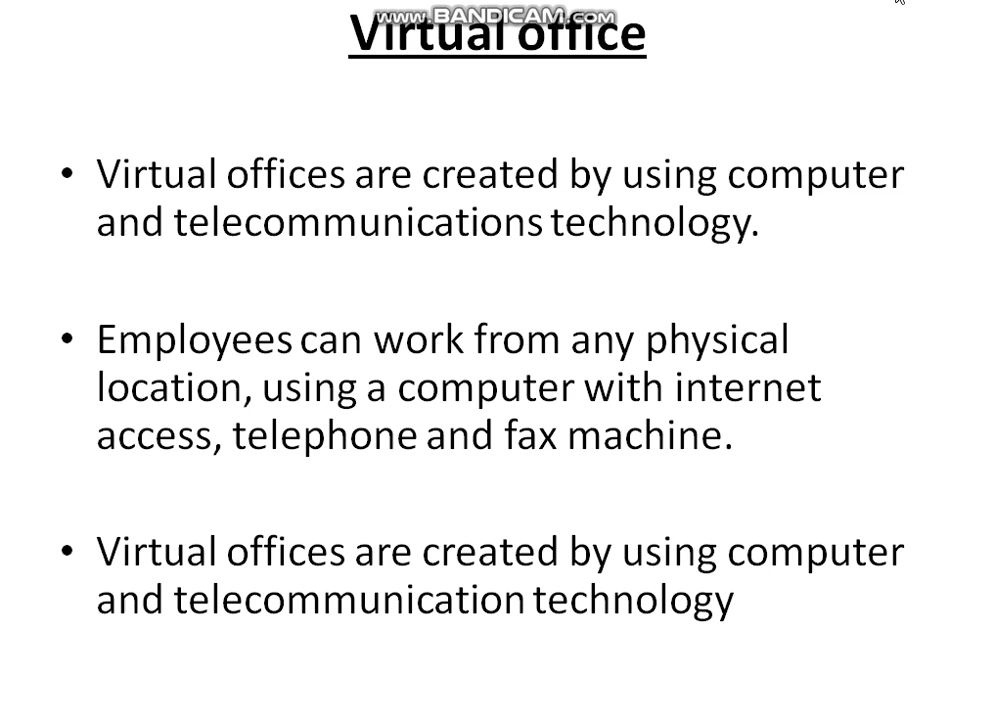 www.BANDICAM.com
Virtual office
• Virtual offices are created by using computer
and telecommunications technology.
• Employees can work from any physical
location, using a computer with internet
access, telephone and fax machine.
• Virtual offices are created by using computer
and telecommunication technology